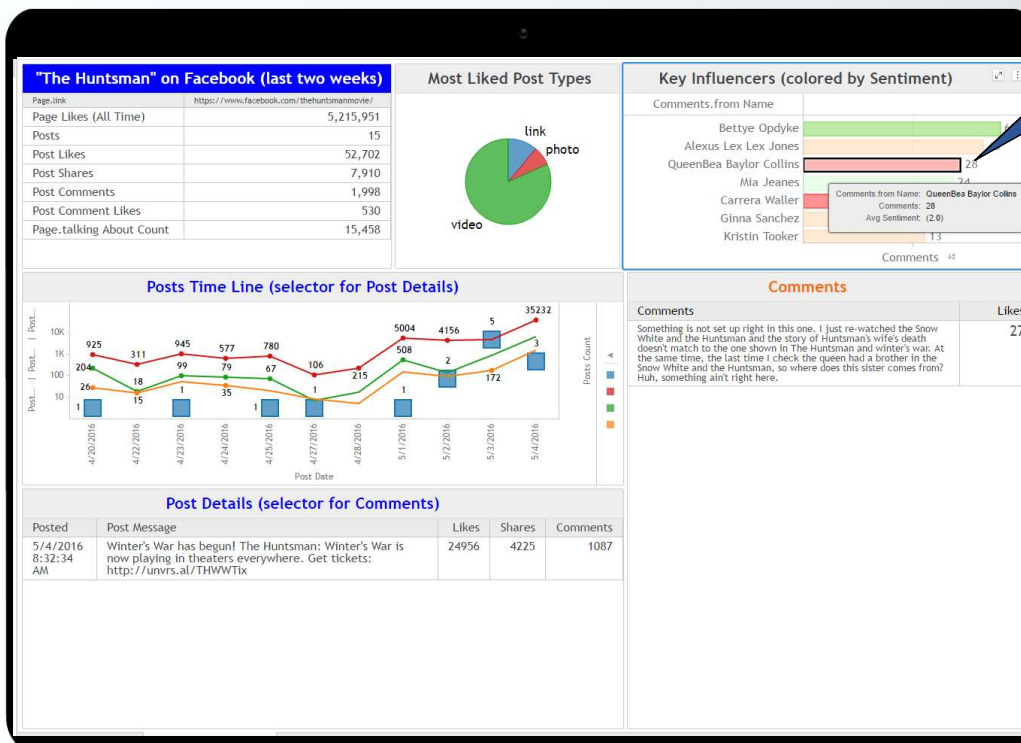 "The Huntsman" on Facebook (last two weeks)
Page.link https://www.facebook.com/thehuntsmanmovie/
Page Likes (All Time) 5,215,951
Posts 15
Post Likes 52,702
Post Shares 7,910
Post Comments 1,998
Post Comment Likes 530
Page.talking About Count 15,458
Most Liked Post Types
link
photo
video
Key Influencers (colored by Sentiment)
Comments.from Name
Bettye Opdyke
Alexus Lex Lex Jones
QueenBea Baylor Collins 28
Mia Jeanes 24
Carrera Waller
Ginna Sanchez
Kristin Tooker 13
Comments.from Name: QueenBea Baylor Collins
Comments: 28
Avg Sentiment: (2.0)
Comments
Posts Time Line (selector for Post Details)
Post... | Post... | Post...
10K
1K
100
10
925 311 945 577 780 106 215 5004 4156 5 35232
204 18 99 79 67 1 508 2 3
26 15 1 35 172
1 1 1
4/20/2016 4/22/2016 4/23/2016 4/24/2016 4/25/2016 4/27/2016 4/28/2016 5/1/2016 5/2/2016 5/3/2016 5/4/2016
Post Date
Posts Count
Comments
Comments Likes
Something is not set up right in this one. I just re-watched the Snow 27
White and the Huntsman and the story of Huntsman's wife's death
doesn't match to the one shown in The Huntsman and winter's war. At
the same time, the last time I check the queen had a brother in the
Snow White and the Huntsman, so where does this sister comes from?
Huh, something ain't right here.
Post Details (selector for Comments)
Posted Post Message Likes Shares Comments
5/4/2016 Winter's War has begun! The Huntsman: Winter's War is 24956 4225 1087
8:32:34 now playing in theaters everywhere. Get tickets:
AM http://unvrs.al/THWWTix